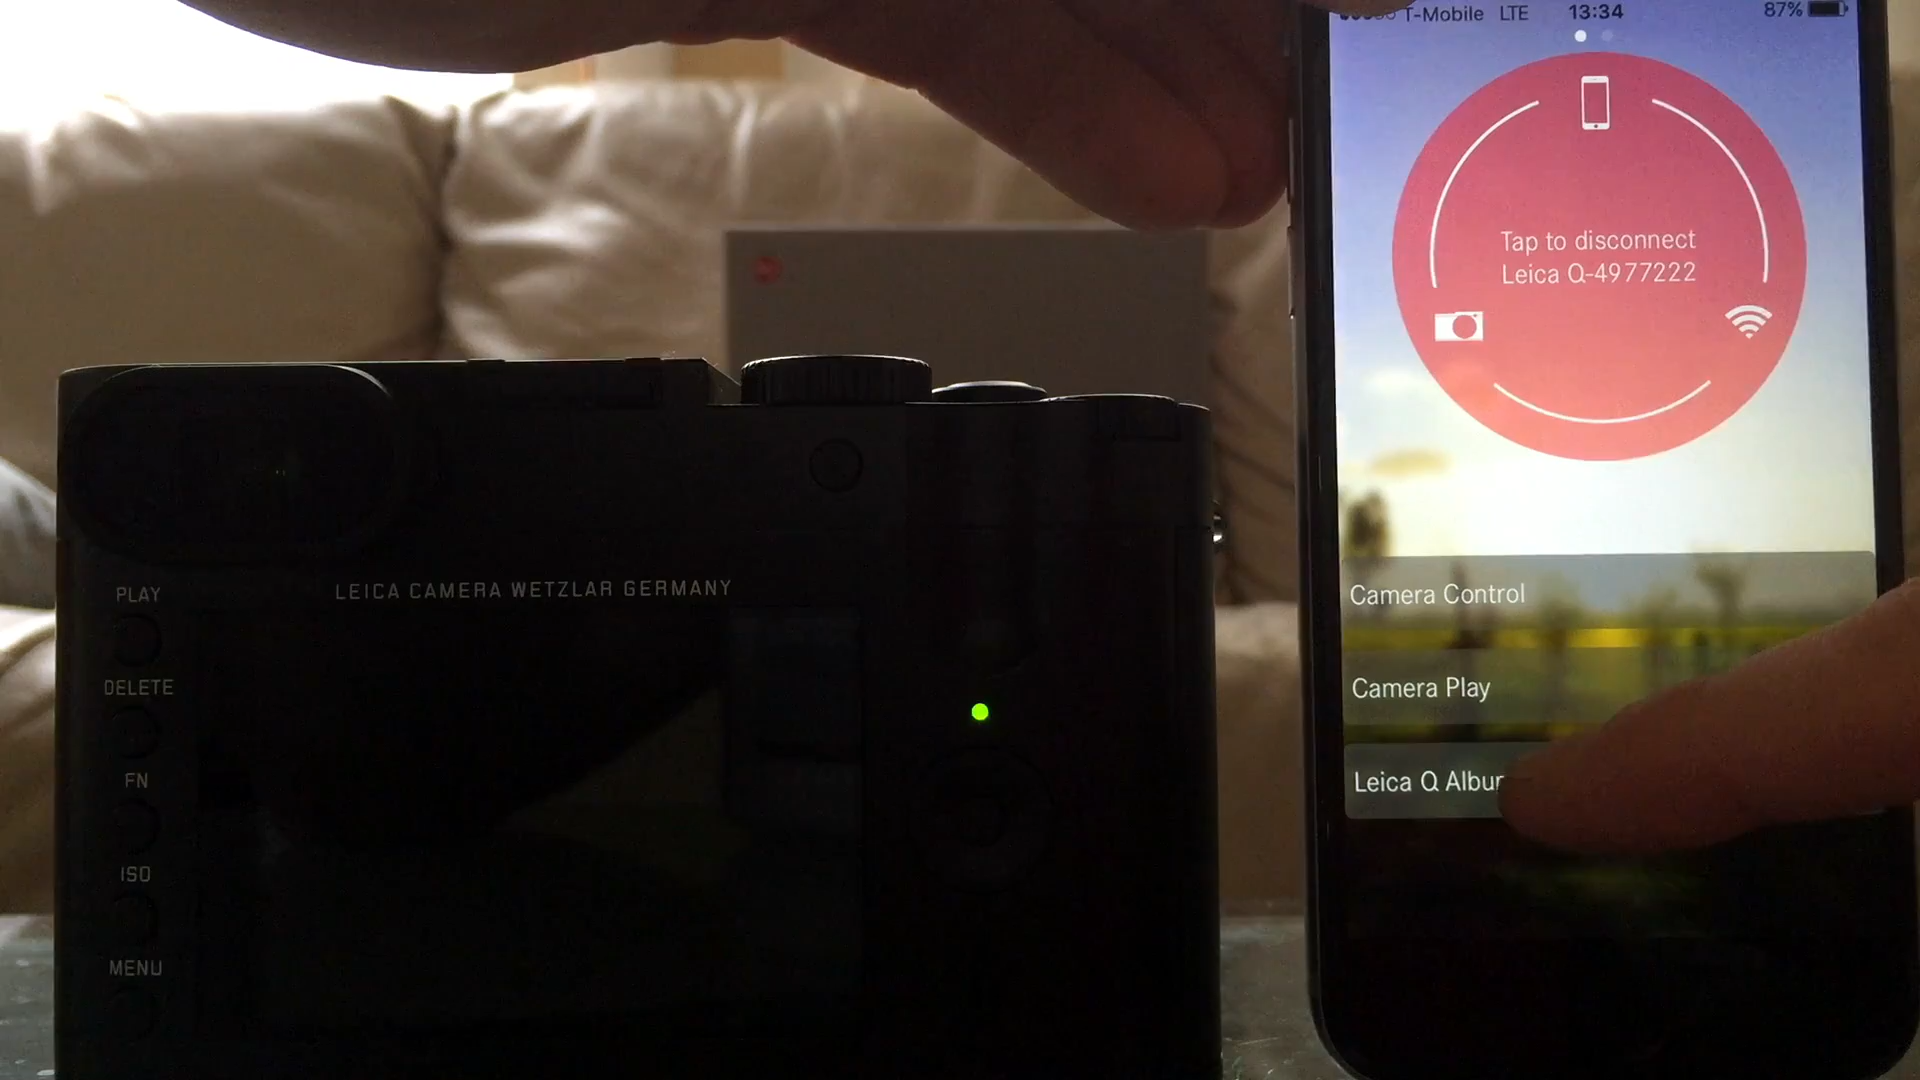 T-Mobile LTE 13:34 87%
Tap to disconnect
Leica Q-4977222
Camera Control
Camera Play
Leica Q Albu
LEICA CAMERA WETZLAR GERMANY
PLAY
DELETE
FN
ISO
MENU